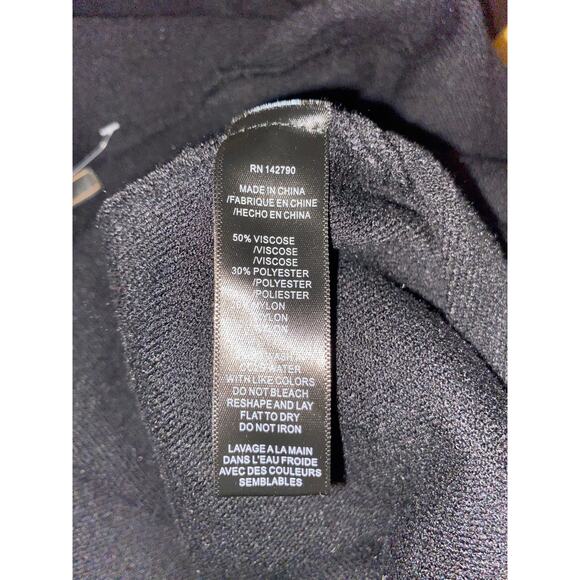 RN 142790
MADE IN CHINA
/FABRIQUE EN CHINE
/HECHO EN CHINA
50% VISCOSE
/VISCOSE
/VISCOSE
30% POLYESTER
/POLYESTER
/POLIESTER
COLD WATER
WITH LIKE COLORS
DO NOT BLEACH
RESHAPE AND LAY
FLAT TO DRY
DO NOT IRON
LAVAGE A LA MAIN
DANS L'EAU FROIDE
AVEC DES COULEURS
SEMBLABLES